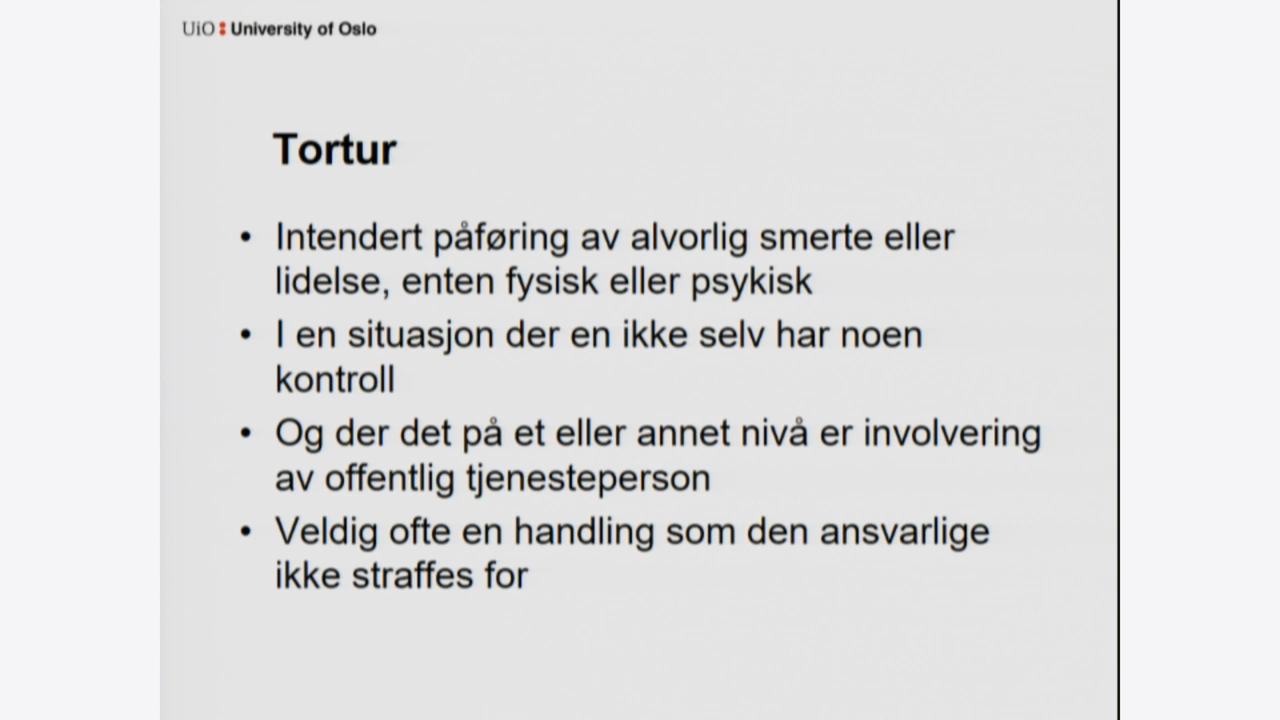 UiO : University of Oslo
Tortur
• Intendert påføring av alvorlig smerte eller
lidelse, enten fysisk eller psykisk
• I en situasjon der en ikke selv har noen
kontroll
• Og der det på et eller annet nivå er involvering
av offentlig tjenesteperson
• Veldig ofte en handling som den ansvarlige
ikke straffes for